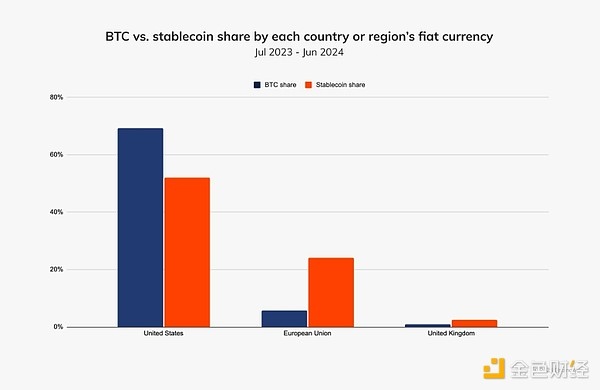 BTC vs. stablecoin share by each country or region's fiat currency
Jul 2023 - Jun 2024
BTC share
Stablecoin share
80%
60%
40%
20%
0%
United States
European Union
United Kingdom
金色财经